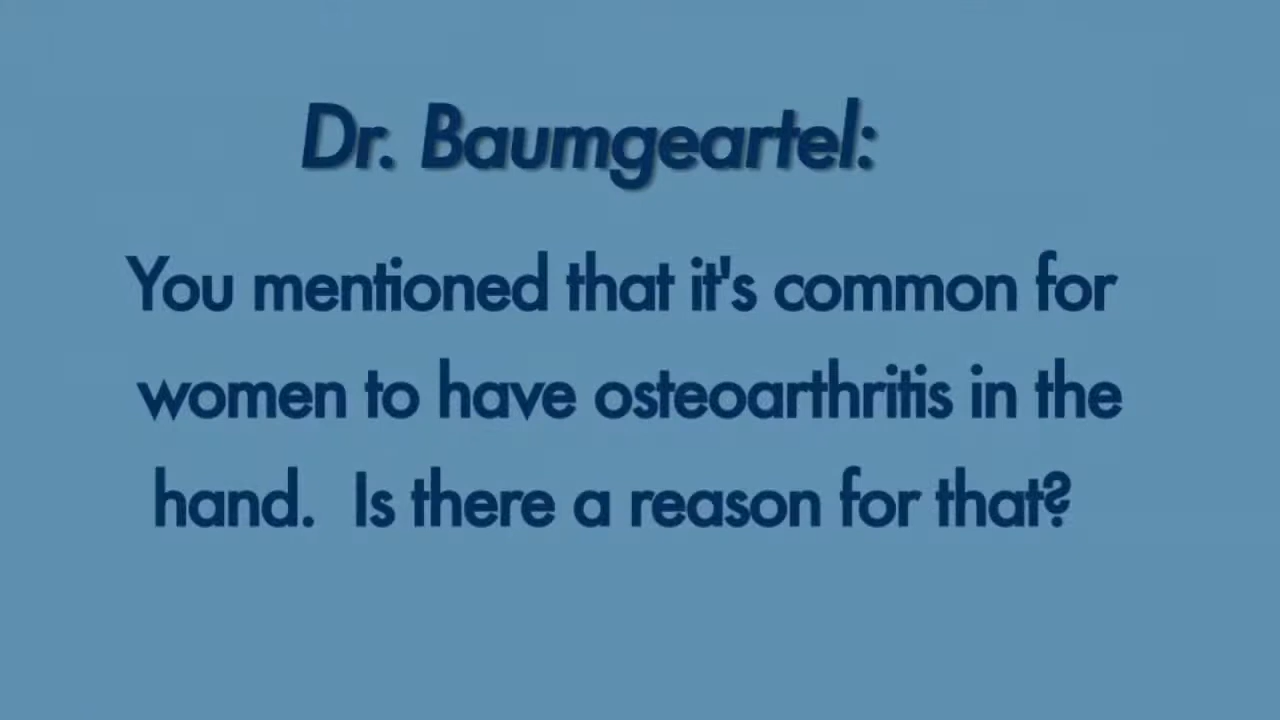 Dr. Baumgeartel:
You mentioned that it's common for
women to have osteoarthritis in the
hand.  Is there a reason for that?